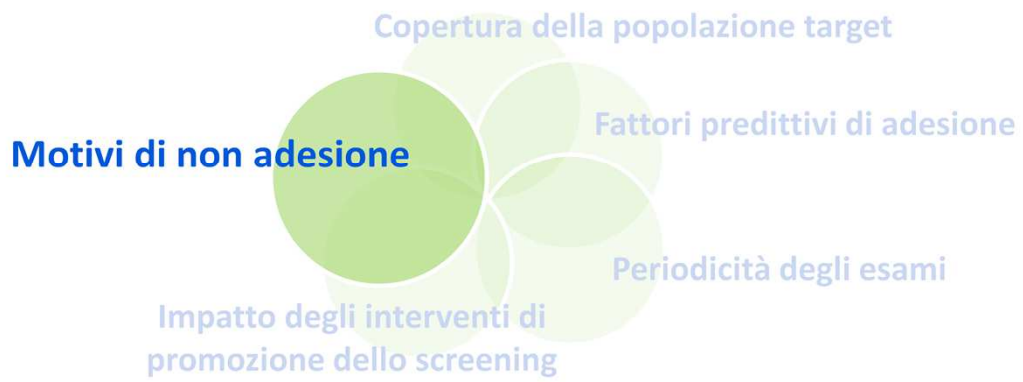 Copertura della popolazione target
Fattori predittivi di adesione
Motivi di non adesione
Periodicità degli esami
Impatto degli interventi di
promozione dello screening